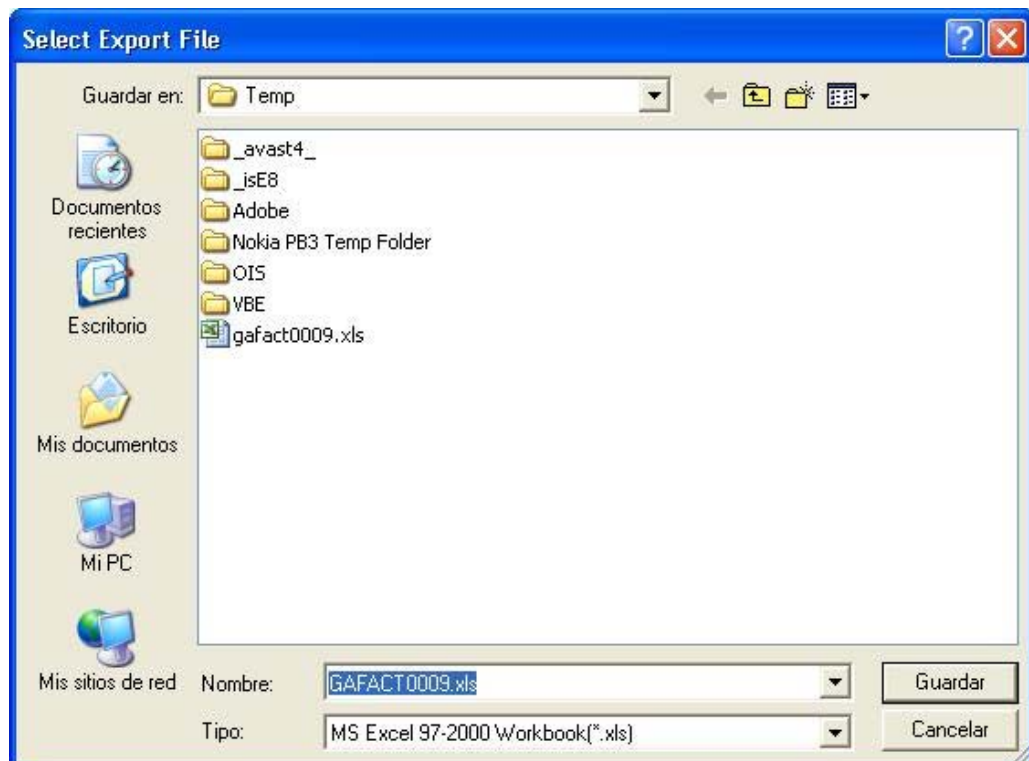 Select Export File
Guardar en:
Temp
_avast4_
_isE8
Adobe
Nokia PB3 Temp Folder
OIS
VBE
gafact0009.xls
Documentos
recientes
Escritorio
Mis documentos
Mi PC
Mis sitios de red
Nombre:
GAFACT0009.xls
Guardar
Tipo:
MS Excel 97-2000 Workbook(*.xls)
Cancelar